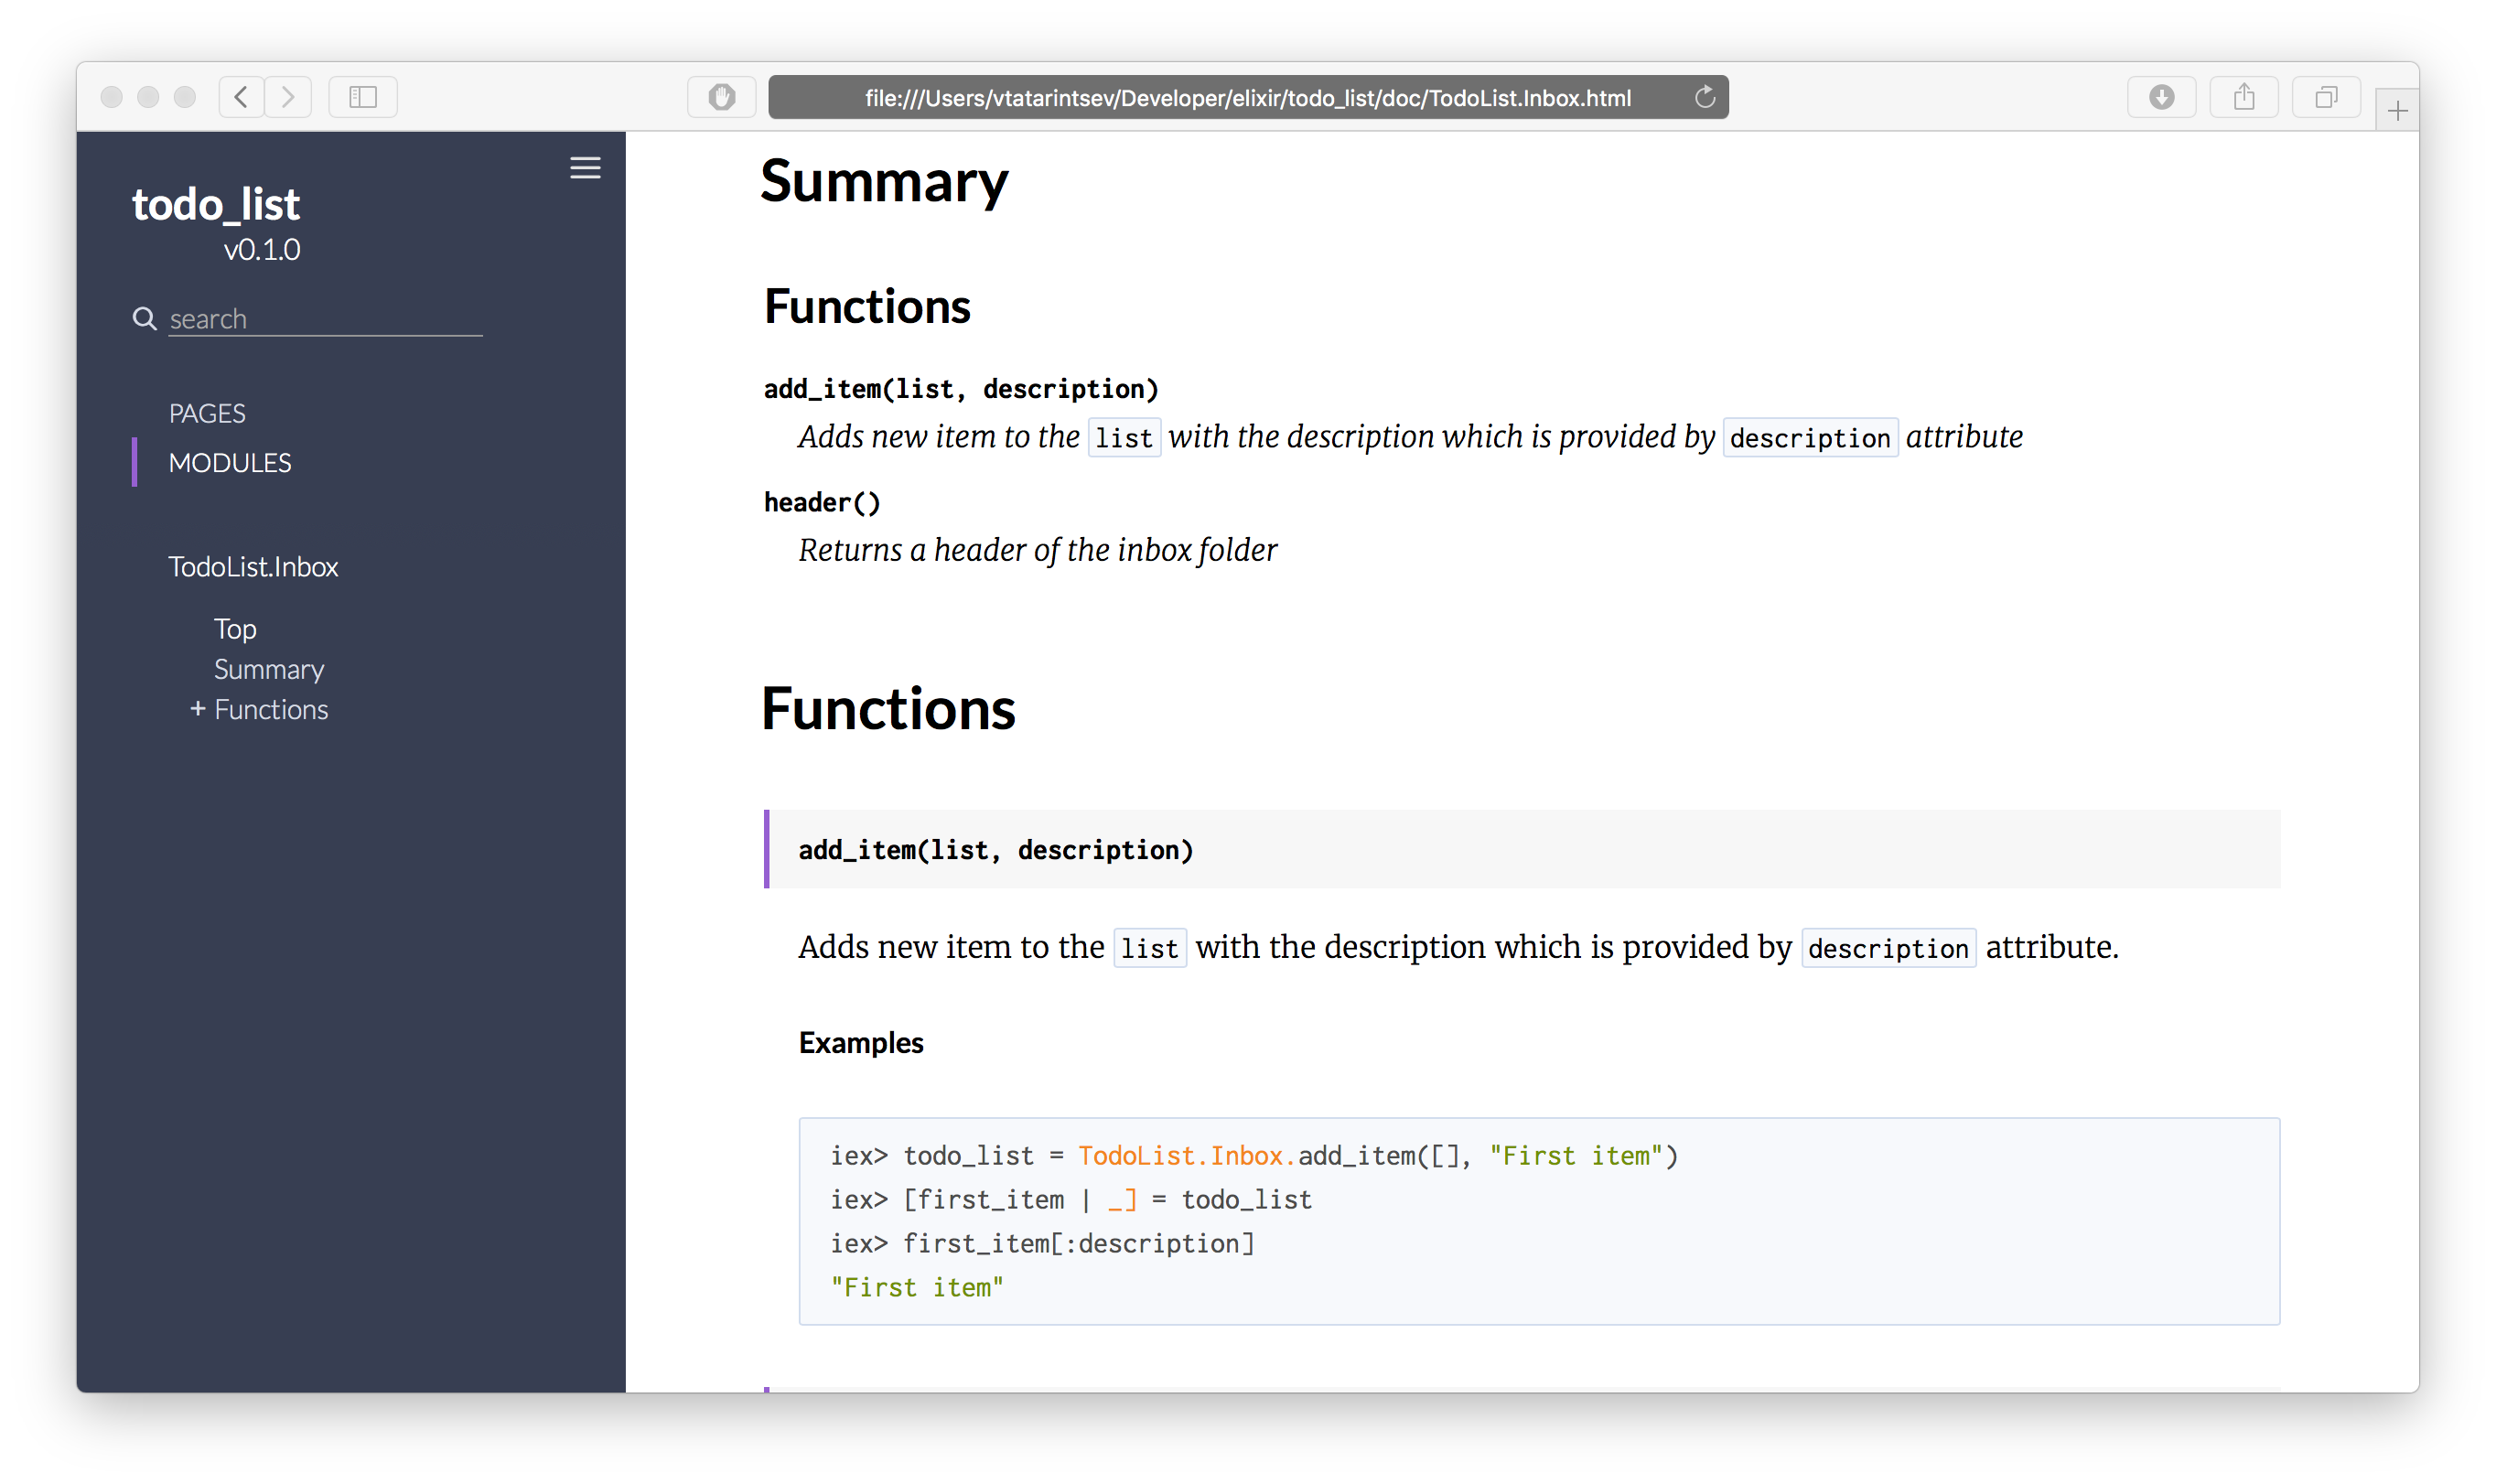 file:///Users/vtatarintsev/Developer/elixir/todo_list/doc/TodoList.Inbox.html
todo_list
v0.1.0
search
PAGES
MODULES
TodoList.Inbox
Top
Summary
+ Functions
Summary
Functions
add_item(list, description)
Adds new item to the list with the description which is provided by description attribute
header()
Returns a header of the inbox folder
Functions
add_item(list, description)
Adds new item to the list with the description which is provided by description attribute.
Examples
iex> todo_list = TodoList.Inbox.add_item([], "First item")
iex> [first_item | _] = todo_list
iex> first_item[:description]
"First item"